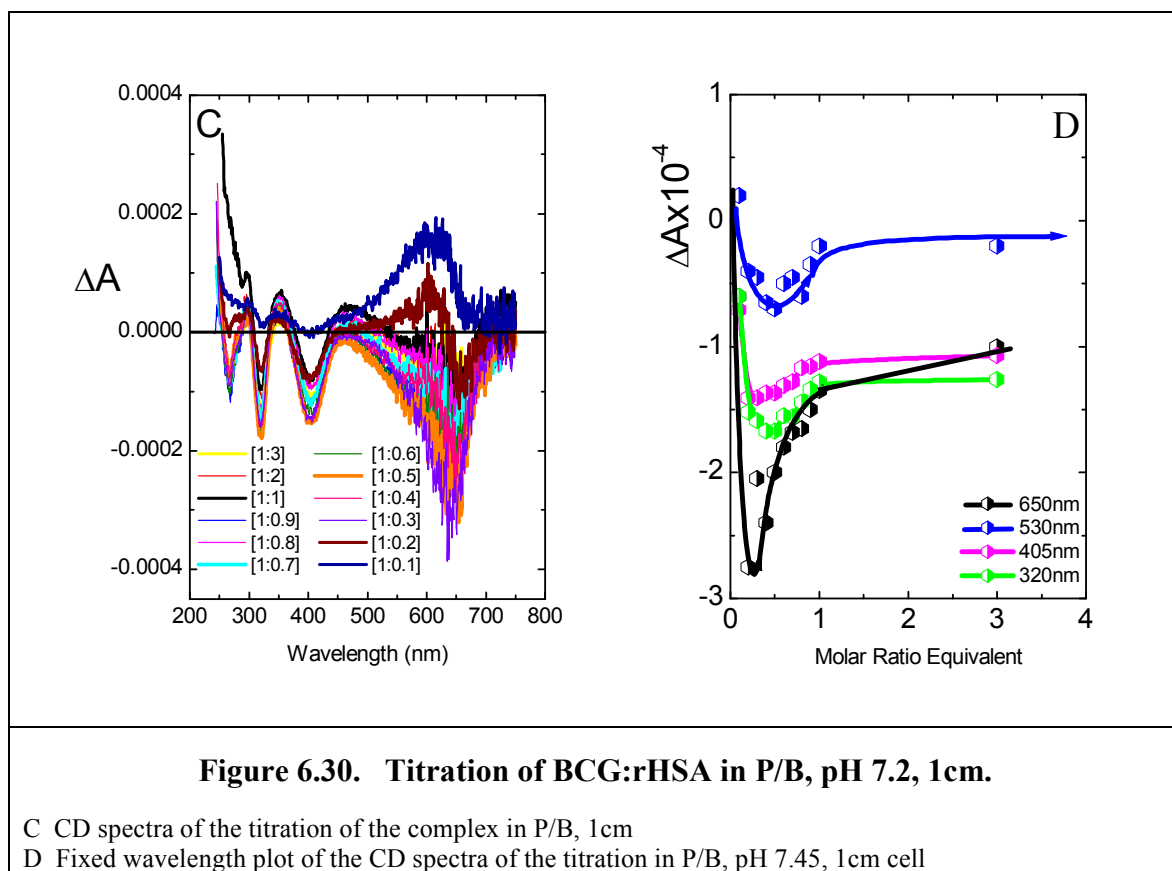 C
0.0004
0.0002
0.0000
-0.0002
-0.0004
ΔA
[1:3]
[1:2]
[1:1]
[1:0.9]
[1:0.8]
[1:0.7]
[1:0.6]
[1:0.5]
[1:0.4]
[1:0.3]
[1:0.2]
[1:0.1]
200 300 400 500 600 700 800
Wavelength (nm)
D
1
0
-1
-2
-3
ΔAx10-4
650nm
530nm
405nm
320nm
0 1 2 3 4
Molar Ratio Equivalent
Figure 6.30. Titration of BCG:rHSA in P/B, pH 7.2, 1cm.
C CD spectra of the titration of the complex in P/B, 1cm
D Fixed wavelength plot of the CD spectra of the titration in P/B, pH 7.45, 1cm cell